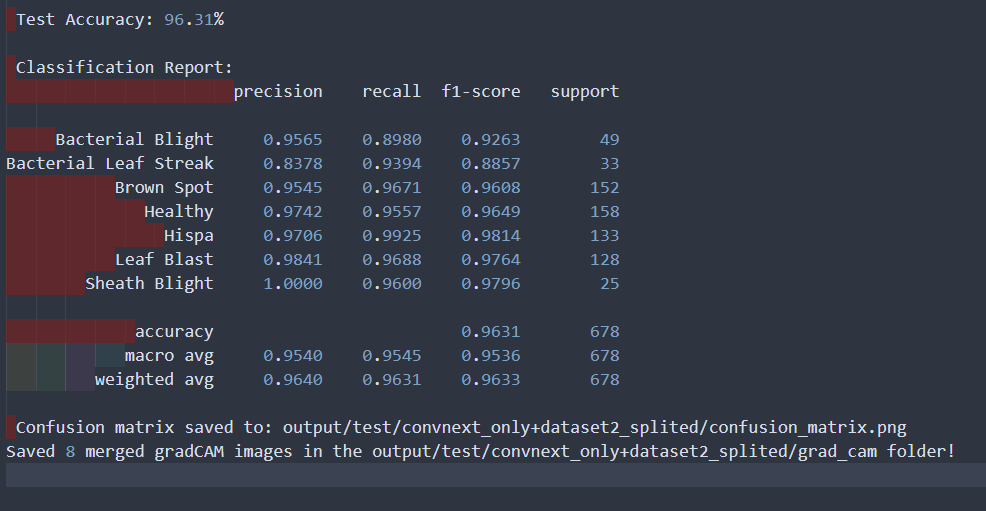 Test Accuracy: 96.31%
Classification Report:
precision recall f1-score support
Bacterial Blight 0.9565 0.8980 0.9263 49
Bacterial Leaf Streak 0.8378 0.9394 0.8857 33
Brown Spot 0.9545 0.9671 0.9608 152
Healthy 0.9742 0.9557 0.9649 158
Hispa 0.9706 0.9925 0.9814 133
Leaf Blast 0.9841 0.9688 0.9764 128
Sheath Blight 1.0000 0.9600 0.9796 25
accuracy 0.9631 678
macro avg 0.9540 0.9545 0.9536 678
weighted avg 0.9640 0.9631 0.9633 678
Confusion matrix saved to: output/test/convnext_only+dataset2_splited/confusion_matrix.png
Saved 8 merged gradCAM images in the output/test/convnext_only+dataset2_splited/grad_cam folder!